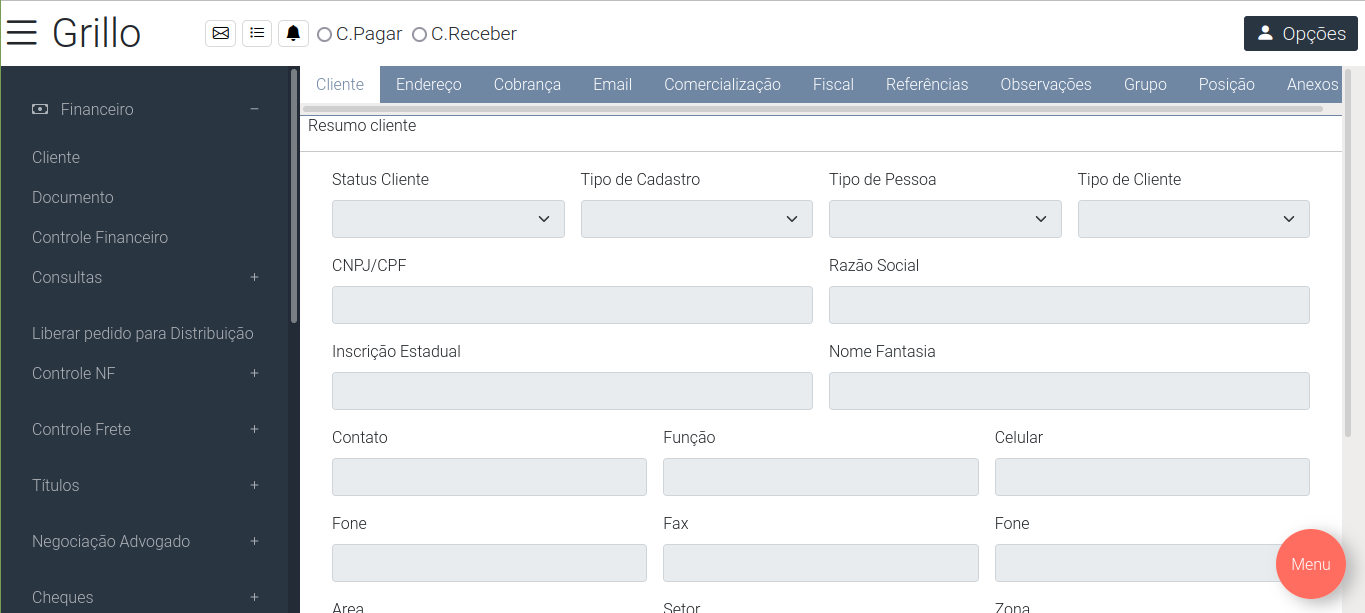 Grillo
C.Pagar C.Receber
Opções
Financeiro
Cliente
Documento
Controle Financeiro
Consultas
Liberar pedido para Distribuição
Controle NF
Controle Frete
Títulos
Negociação Advogado
Cheques
Cliente Endereço Cobrança Email Comercialização Fiscal Referências Observações Grupo Posição Anexos
Resumo cliente
Status Cliente Tipo de Cadastro Tipo de Pessoa Tipo de Cliente
CNPJ/CPF Razão Social
Inscrição Estadual Nome Fantasia
Contato Função Celular
Fone Fax Fone
Menu
Area Setor Zona